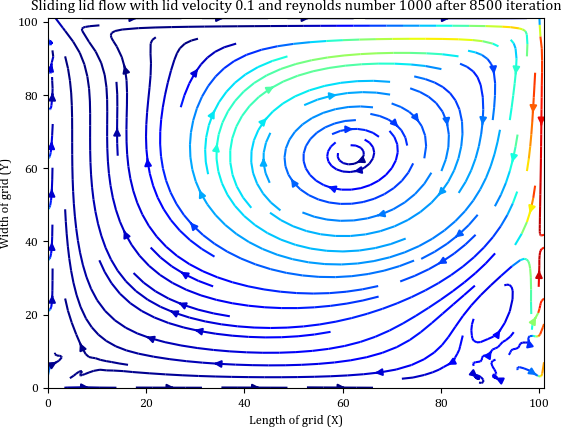 Sliding lid flow with lid velocity 0.1 and reynolds number 1000 after 8500 iteration
Width of grid (Y)
100
80
60
40
20
0
0 20 40 60 80 100
Length of grid (X)